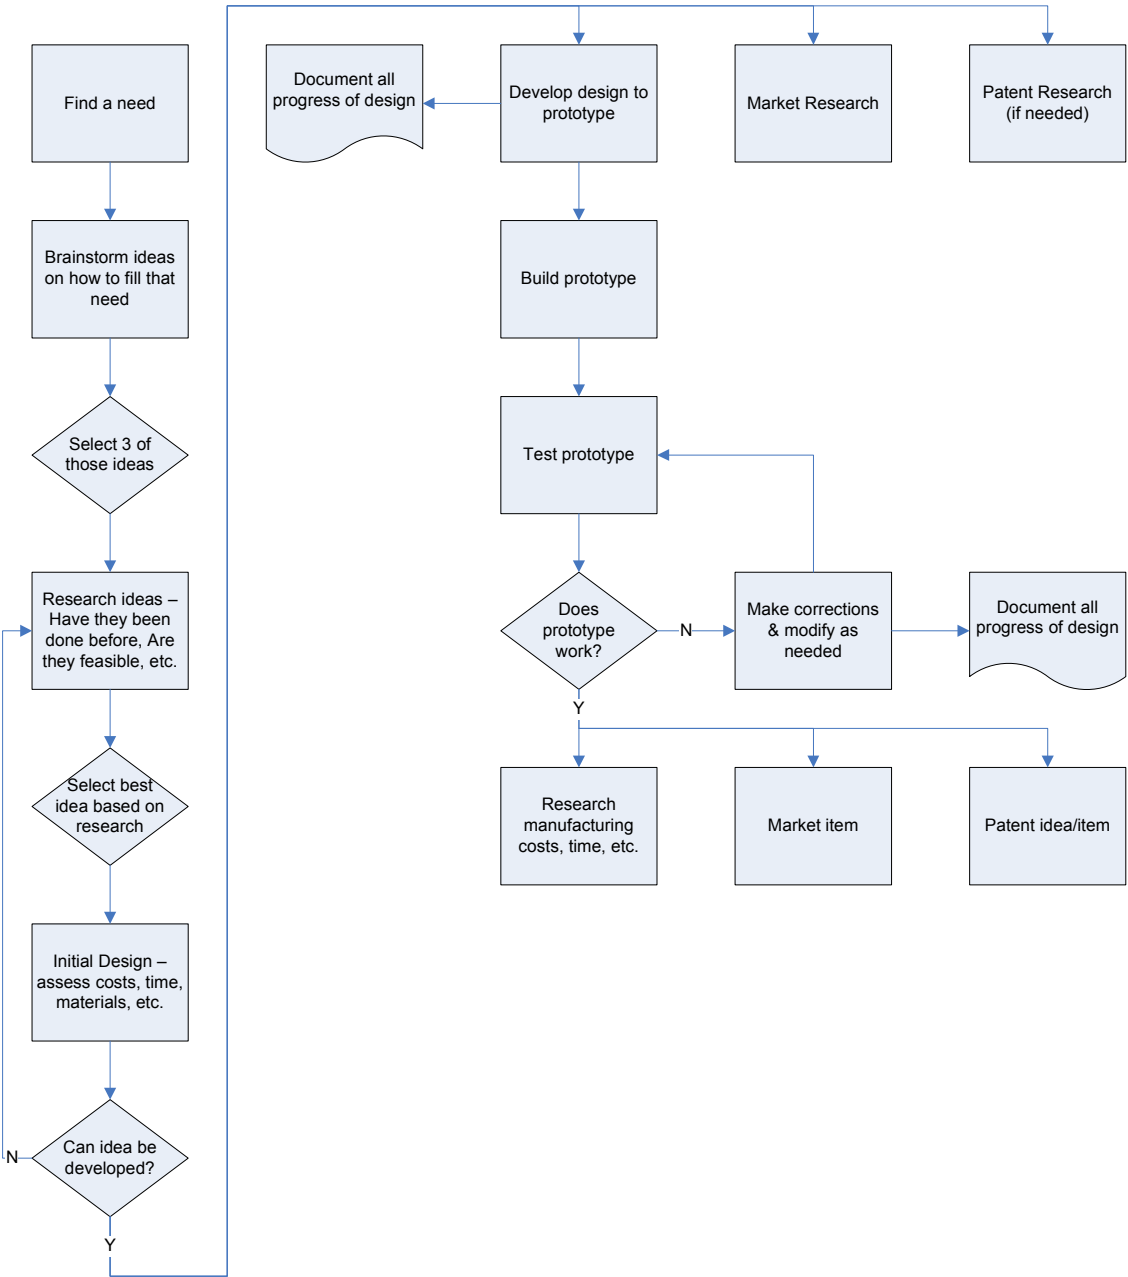 Find a need
Brainstorm ideas
on how to fill that
need
Select 3 of
those ideas
Research ideas –
Have they been
done before, Are
they feasible, etc.
Select best
idea based on
research
Initial Design –
assess costs, time,
materials, etc.
Can idea be
developed?
N
Y
Document all
progress of design
Develop design to
prototype
Market Research
Patent Research
(if needed)
Build prototype
Test prototype
Does
prototype
work?
N
Make corrections
& modify as
needed
Document all
progress of design
Y
Research
manufacturing
costs, time, etc.
Market item
Patent idea/item